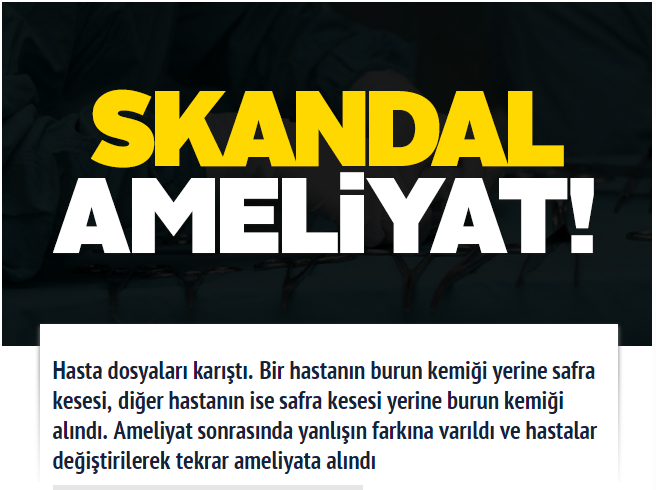 SKANDAL
AMELİYAT!
Hasta dosyaları karıştı. Bir hastanın burun kemiği yerine safra
kesesi, diğer hastanın ise safra kesesi yerine burun kemiği
alındı. Ameliyat sonrasında yanlışın farkına varıldı ve hastalar
değiştirilerek tekrar ameliyata alındı